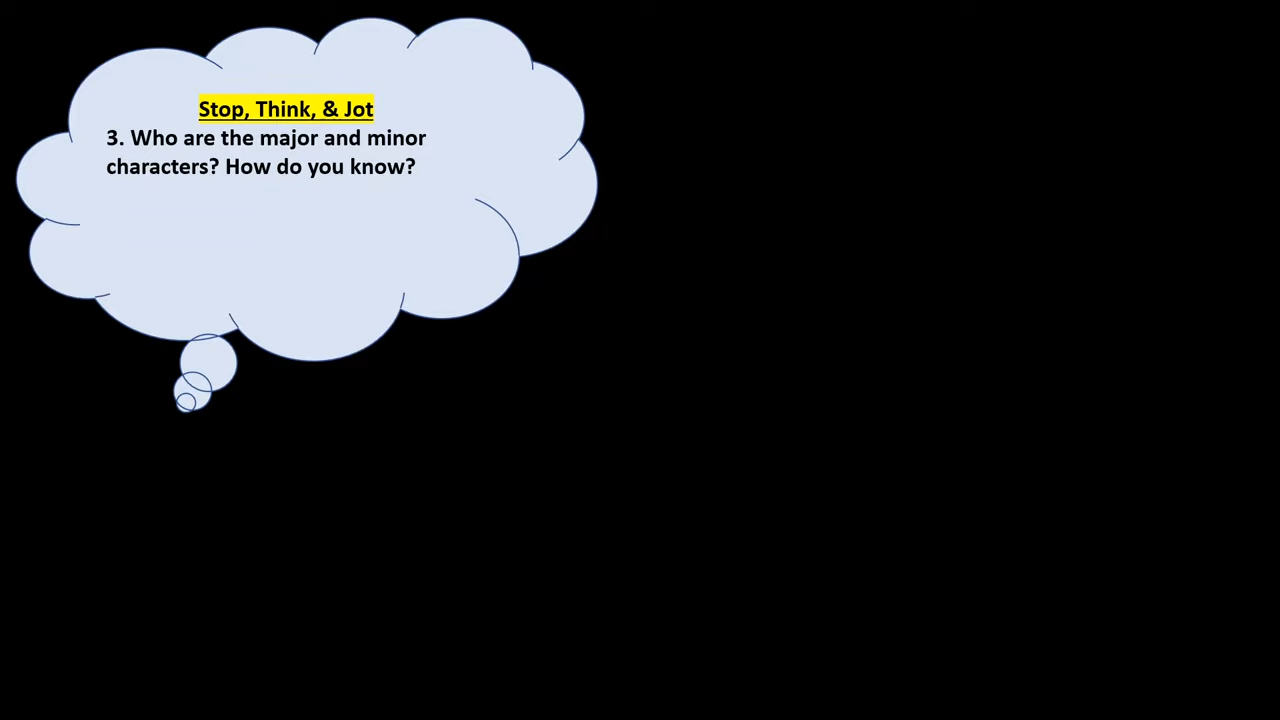 Stop, Think, & Jot
3. Who are the major and minor
characters? How do you know?